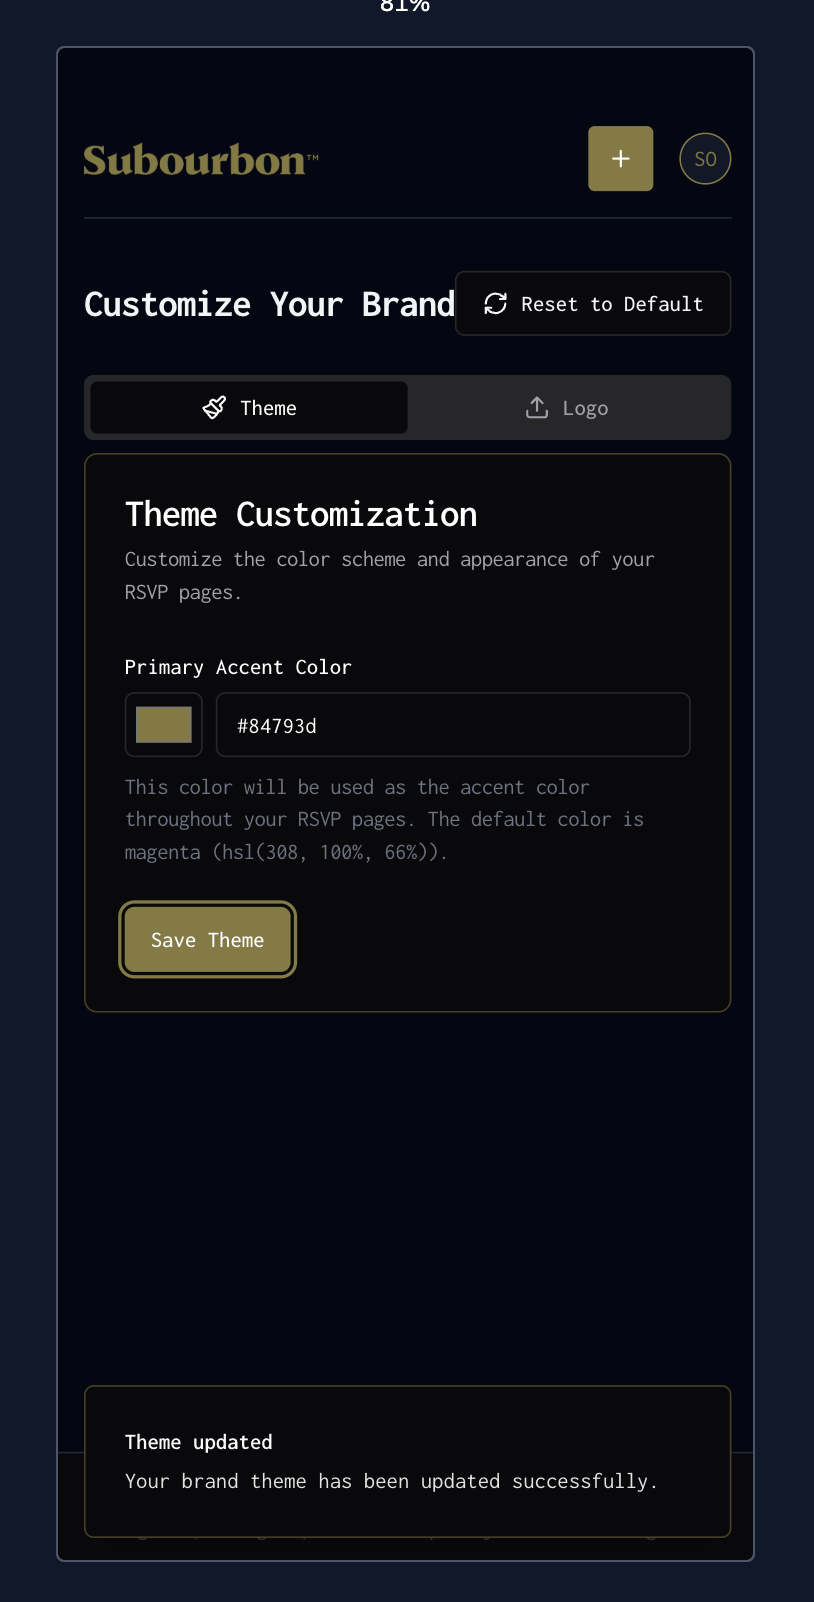 81%
Subourbon™
+
SO
Customize Your Brand
Reset to Default
Theme
Logo
Theme Customization
Customize the color scheme and appearance of your
RSVP pages.
Primary Accent Color
#84793d
This color will be used as the accent color
throughout your RSVP pages. The default color is
magenta (hsl(308, 100%, 66%)).
Save Theme
Theme updated
Your brand theme has been updated successfully.